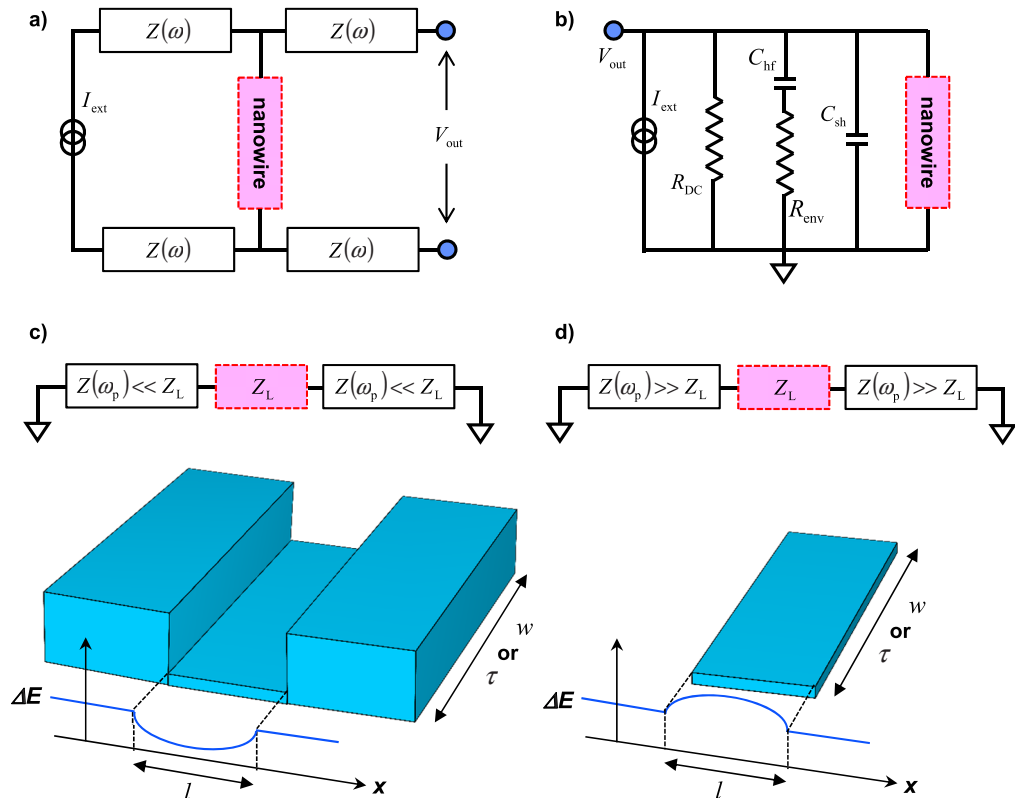 a)
Z(ω)
Z(ω)
I_ext
nanowire
V_out
Z(ω)
Z(ω)
b)
V_out
C_hf
I_ext
C_sh
nanowire
R_DC
R_env
c)
Z(ω_p) << Z_L
Z_L
Z(ω_p) << Z_L
w
or
τ
ΔE
x
l
d)
Z(ω_p) >> Z_L
Z_L
Z(ω_p) >> Z_L
w
or
τ
ΔE
x
l